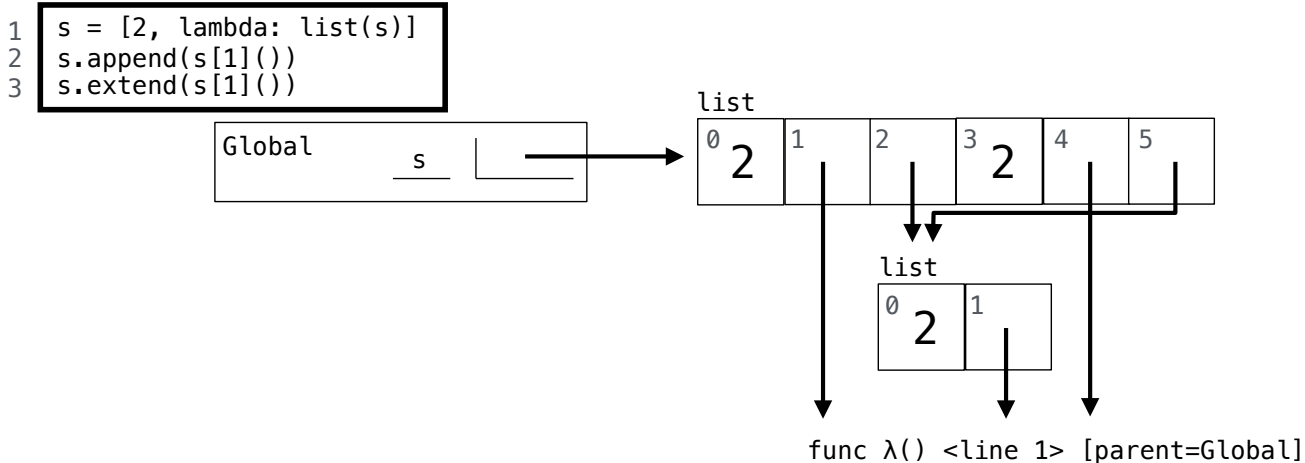 1 s = [2, lambda: list(s)]
2 s.append(s[1]())
3 s.extend(s[1]())
list
Global s
0 2 1 2 3 2 4 5
list
0 2 1
func λ() <line 1> [parent=Global]